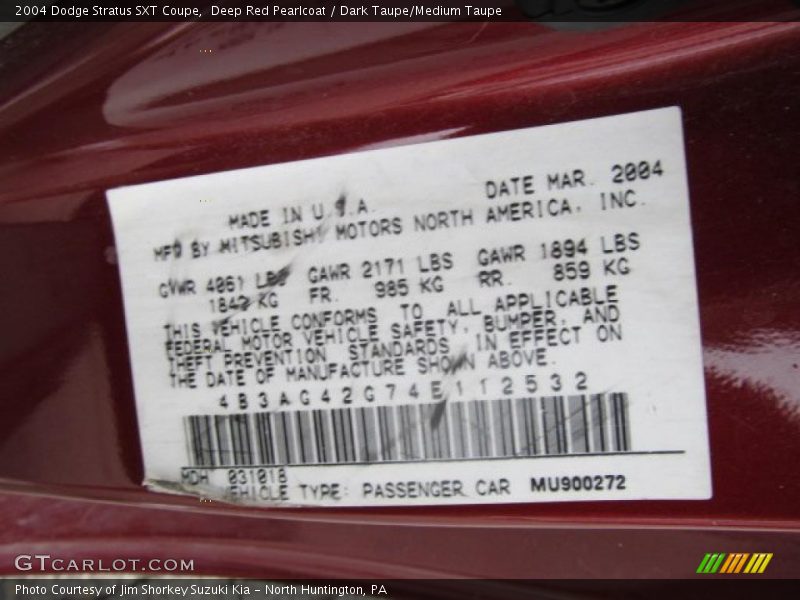 2004 Dodge Stratus SXT Coupe, Deep Red Pearlcoat / Dark Taupe/Medium Taupe
MADE IN U.S.A. DATE MAR. 2004
MFD BY MITSUBISHI MOTORS NORTH AMERICA, INC.
GVWR 4061 LBS GAWR 2171 LBS GAWR 1894 LBS
1842 KG FR. 985 KG RR. 859 KG
THIS VEHICLE CONFORMS TO ALL APPLICABLE
FEDERAL MOTOR VEHICLE SAFETY, BUMPER, AND
THEFT PREVENTION STANDARDS IN EFFECT ON
THE DATE OF MANUFACTURE SHOWN ABOVE.
4B3AG42G74E112532
MDH 031018
VEHICLE TYPE: PASSENGER CAR MU900272
GTCARLOT.COM
Photo Courtesy of Jim Shorkey Suzuki Kia - North Huntington, PA